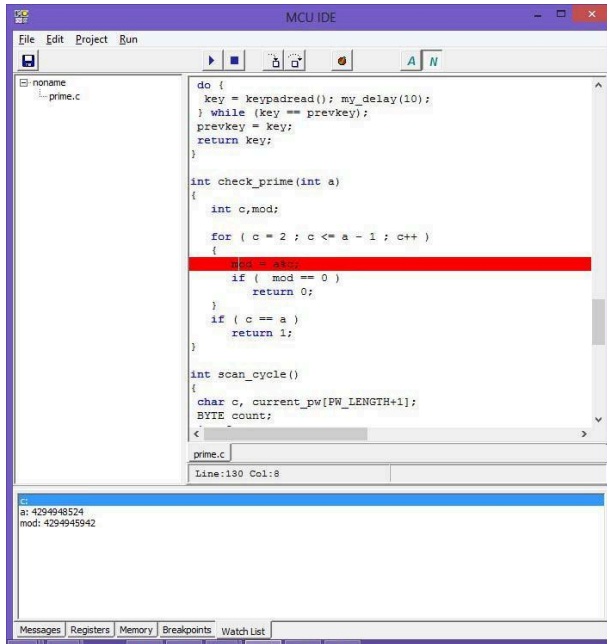 MCU IDE
File Edit Project Run
A N
noname
prime.c
do {
key = keypadread(); my_delay(10);
} while (key == prevkey);
prevkey = key;
return key;
}
int check_prime(int a)
{
int c,mod;
for ( c = 2 ; c <= a - 1 ; c++ )
{
mod = a%c;
if (  mod == 0 )
return 0;
}
if ( c == a )
return 1;
}
int scan_cycle()
{
char c, current_pw[PW_LENGTH+1];
BYTE count;
prime.c
Line:130 Col:8
c:
a: 4294948524
mod: 4294945942
Messages Registers Memory Breakpoints Watch List